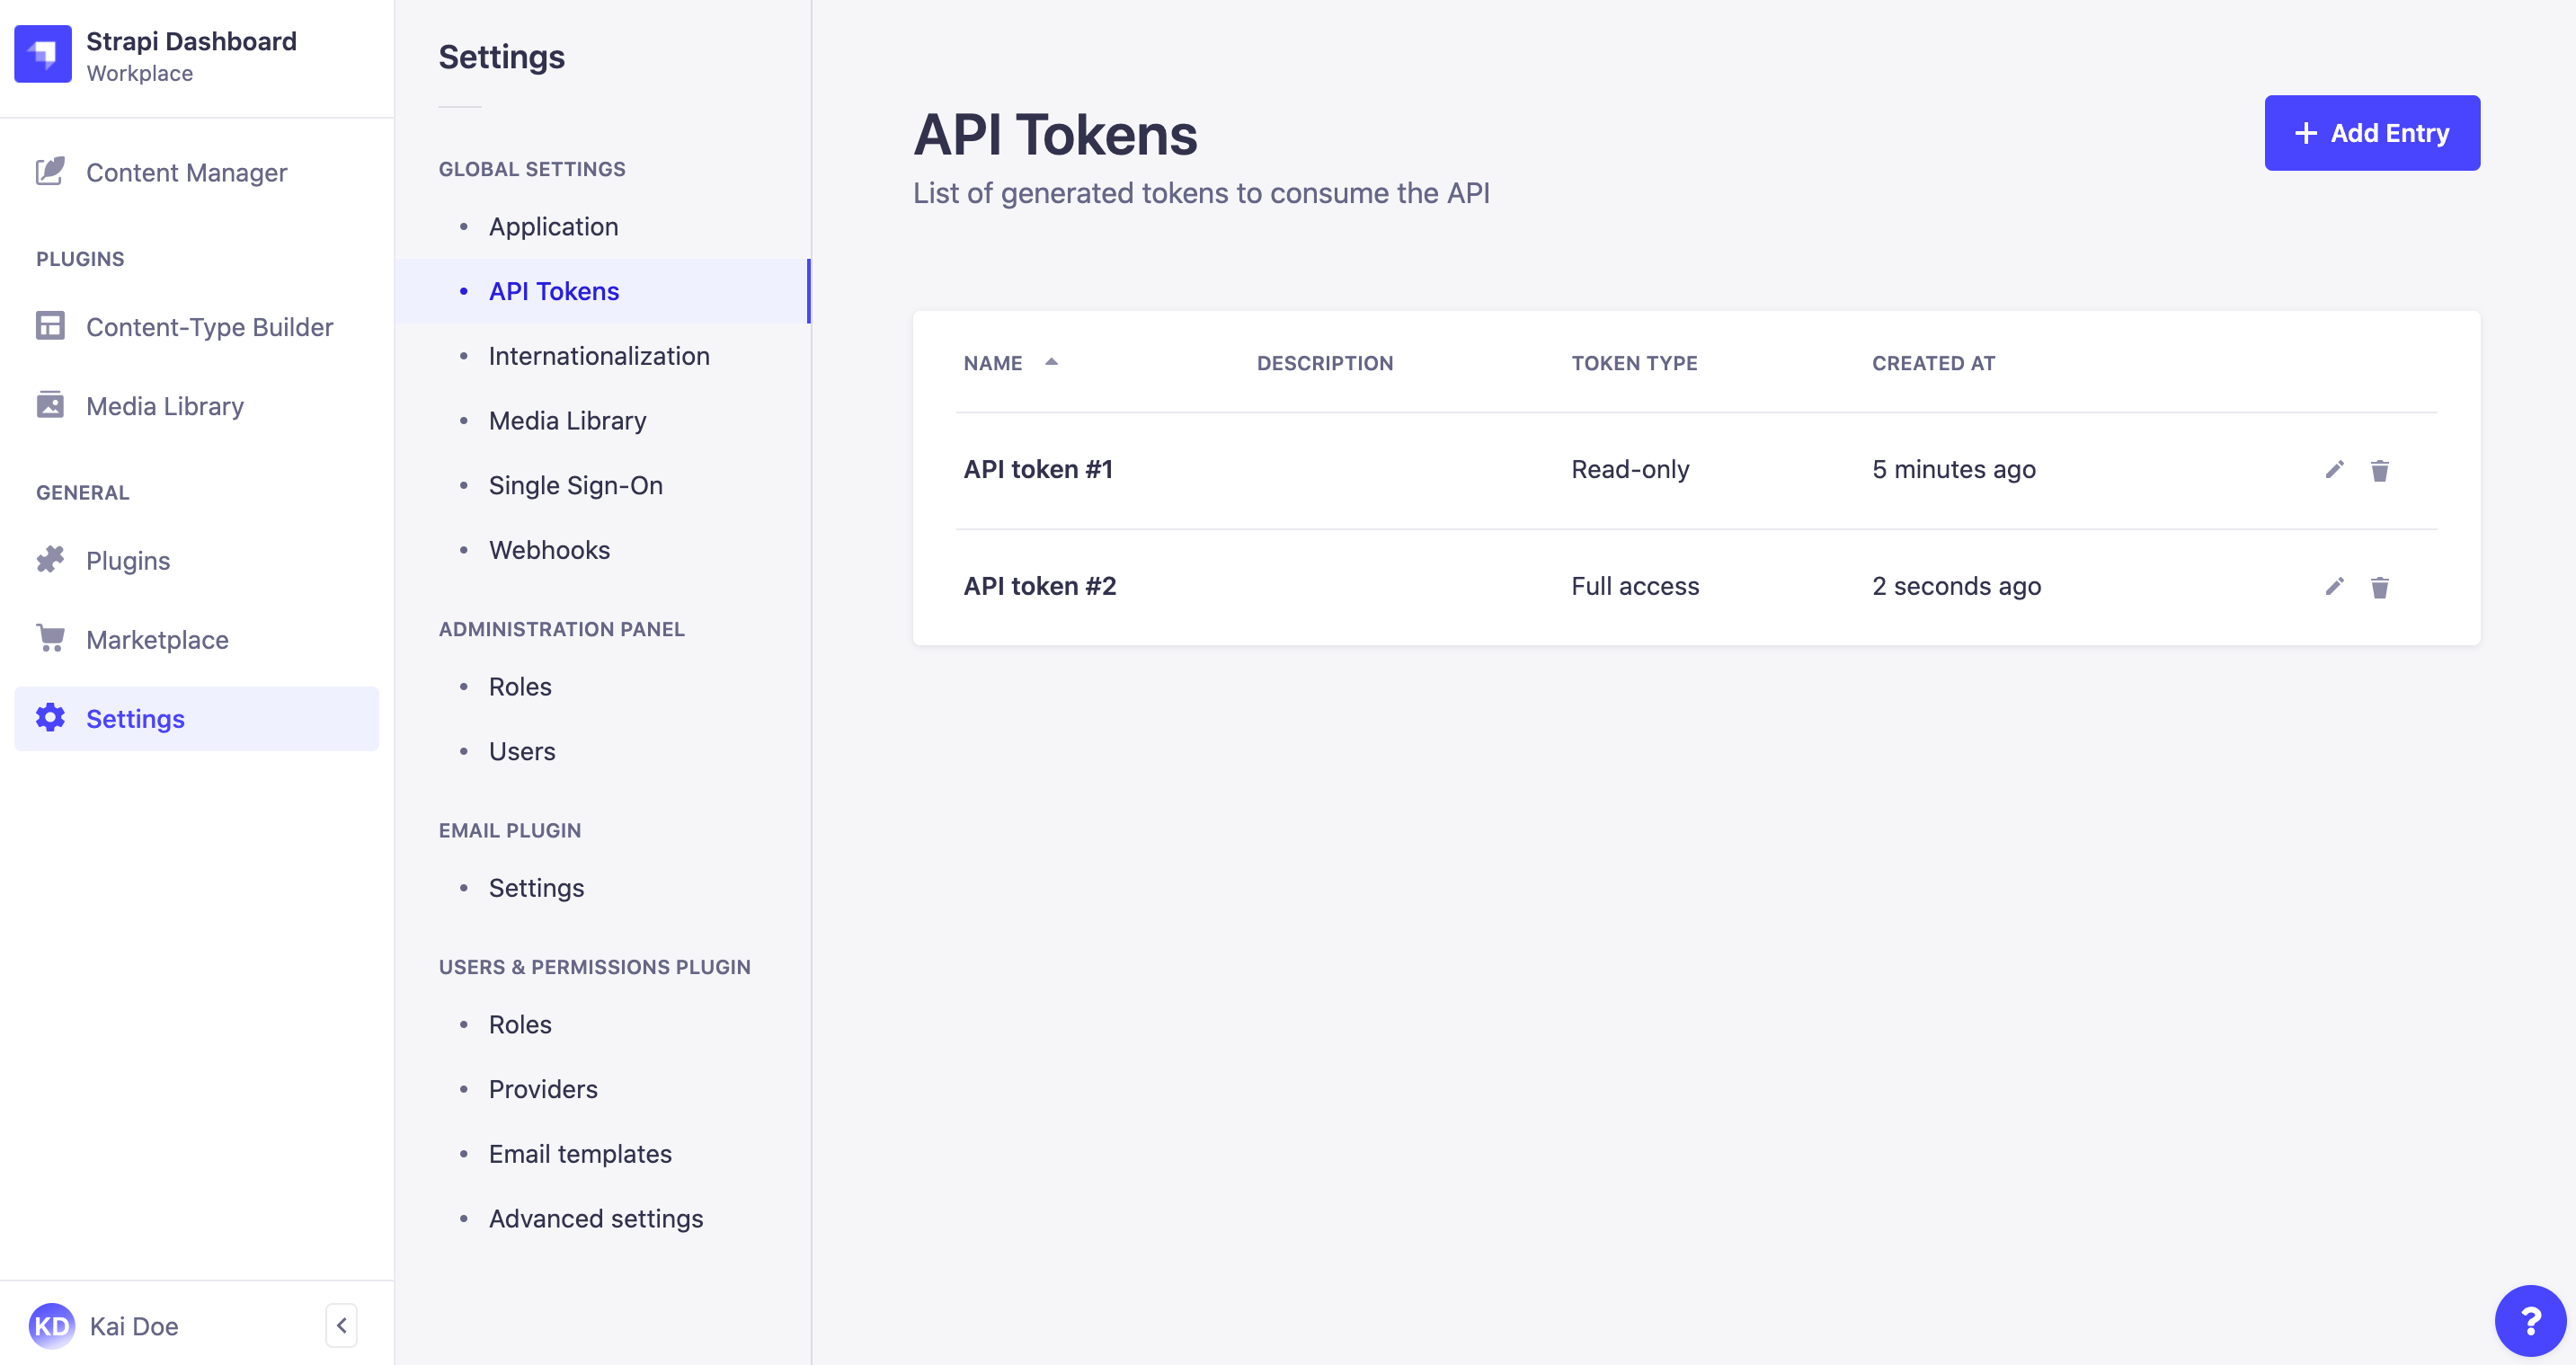 Strapi Dashboard
Workplace
Content Manager
PLUGINS
Content-Type Builder
Media Library
GENERAL
Plugins
Marketplace
Settings
KD Kai Doe
Settings
GLOBAL SETTINGS
Application
API Tokens
Internationalization
Media Library
Single Sign-On
Webhooks
ADMINISTRATION PANEL
Roles
Users
EMAIL PLUGIN
Settings
USERS & PERMISSIONS PLUGIN
Roles
Providers
Email templates
Advanced settings
API Tokens
List of generated tokens to consume the API
+ Add Entry
NAME DESCRIPTION TOKEN TYPE CREATED AT
API token #1 Read-only 5 minutes ago
API token #2 Full access 2 seconds ago
?